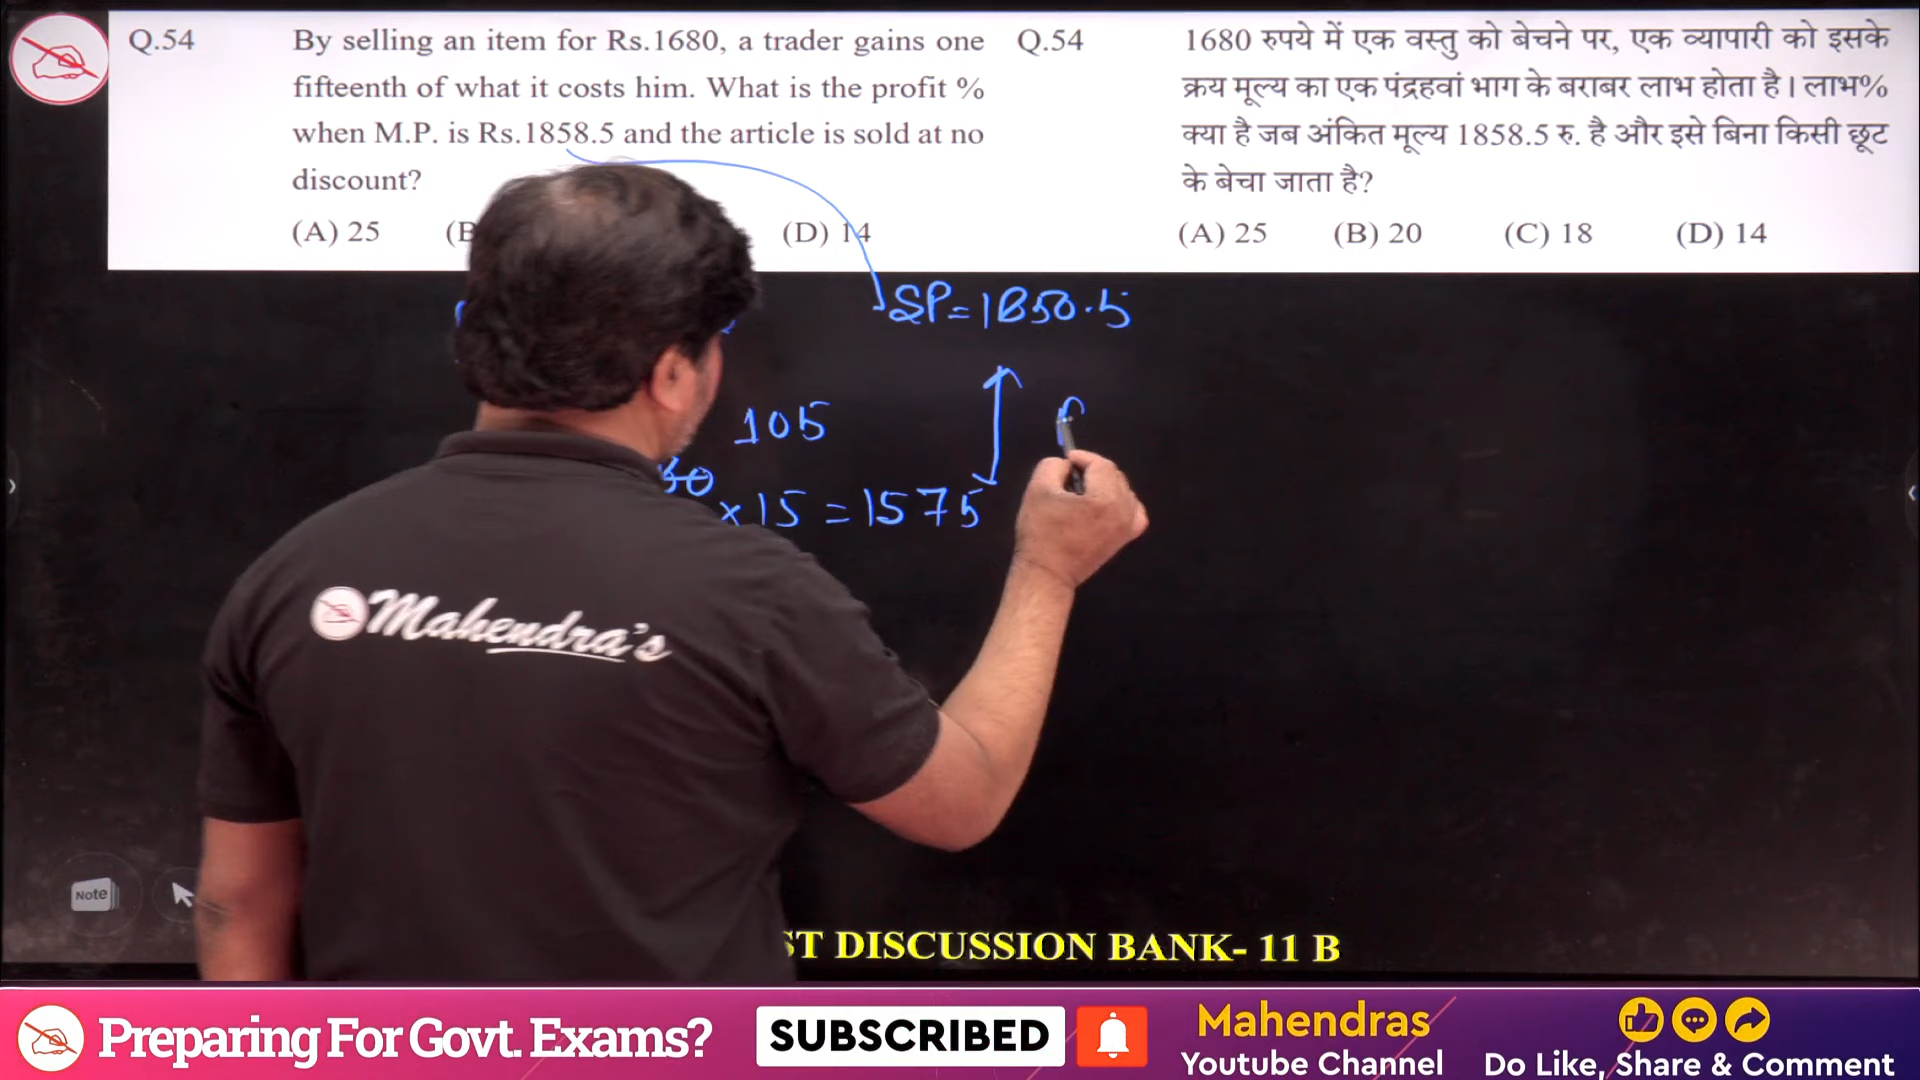 Q.54
By selling an item for Rs.1680, a trader gains one
fifteenth of what it costs him. What is the profit %
when M.P. is Rs.1858.5 and the article is sold at no
discount?
(A) 25 (B (D) 14
Q.54
1680 रुपये में एक वस्तु को बेचने पर, एक व्यापारी को इसके
क्रय मूल्य का एक पंद्रहवां भाग के बराबर लाभ होता है। लाभ%
क्या है जब अंकित मूल्य 1858.5 रु. है और इसे बिना किसी छूट
के बेचा जाता है?
(A) 25 (B) 20 (C) 18 (D) 14
SP=1850.5
105
×15 = 1575
Mahendra's
Note
ST DISCUSSION BANK- 11 B
Preparing For Govt. Exams?
SUBSCRIBED
Mahendras
Youtube Channel
Do Like, Share & Comment